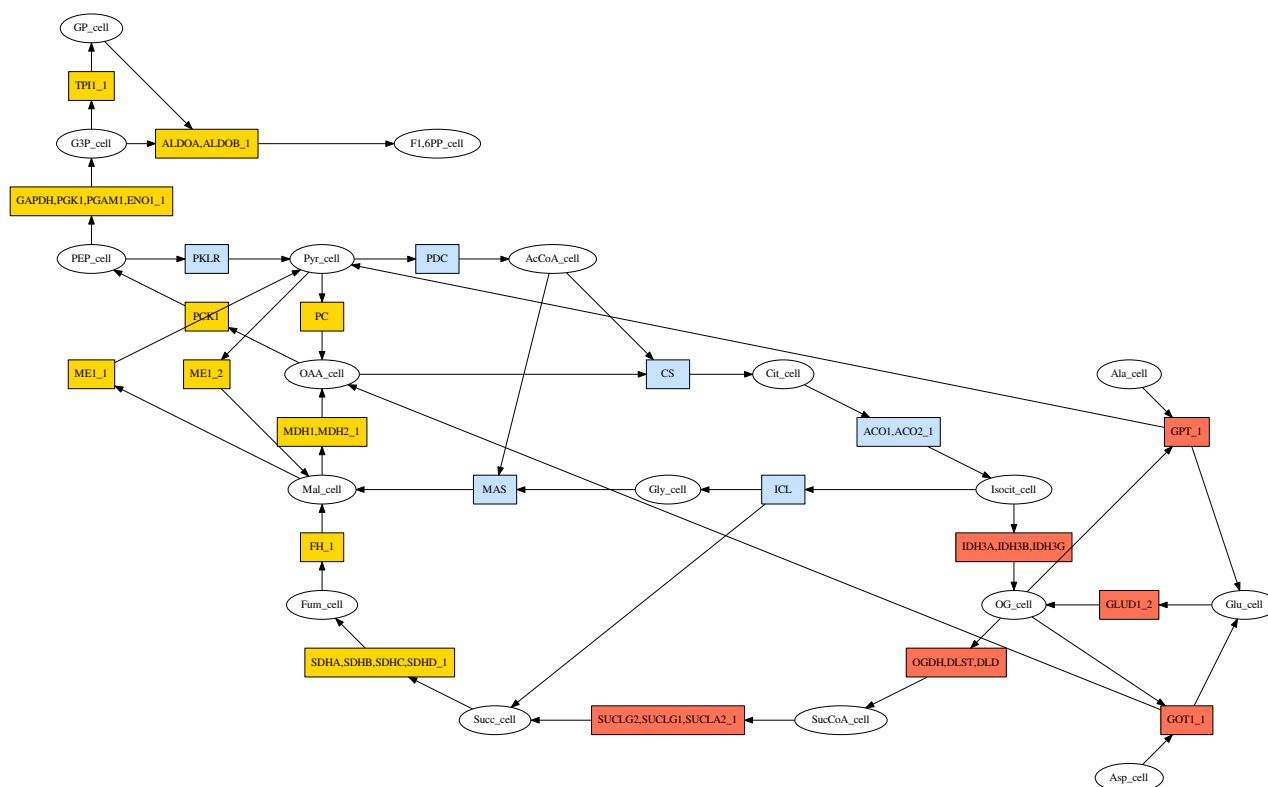 GP_cell
TPI1_1
G3P_cell
ALDOA,ALDOB_1
F1,6PP_cell
GAPDH,PGK1,PGAM1,ENO1_1
PEP_cell
PKLR
Pyr_cell
PDC
AcCoA_cell
PCK1
PC
ME1_1
ME1_2
OAA_cell
CS
Cit_cell
Ala_cell
MDH1,MDH2_1
ACO1,ACO2_1
GPT_1
Mal_cell
MAS
Gly_cell
ICL
Isocit_cell
FH_1
IDH3A,IDH3B,IDH3G
Fum_cell
OG_cell
GLUD1_2
Glu_cell
SDHA,SDHB,SDHC,SDHD_1
OGDH,DLST,DLD
Succ_cell
SUCLG2,SUCLG1,SUCLA2_1
SucCoA_cell
GOT1_1
Asp_cell